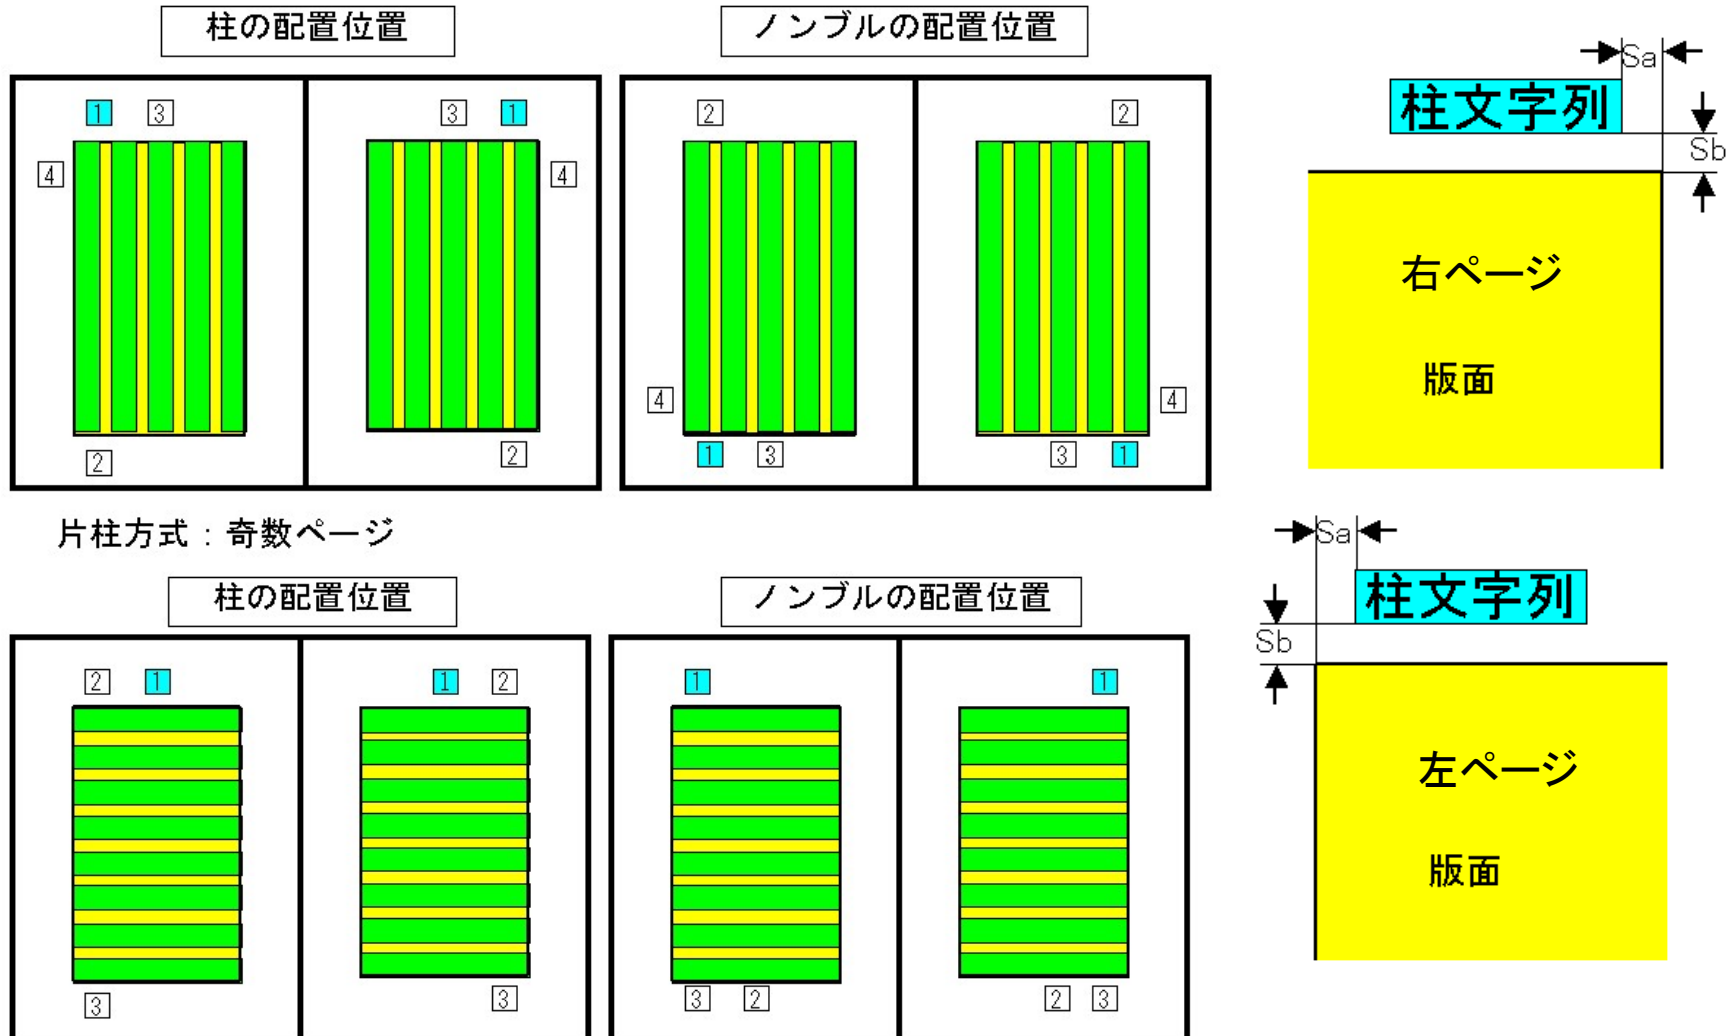 柱の配置位置
ノンブルの配置位置
1 3
3 1
4
4
2
2
2
2
4
4
1 3
3 1
Sa
柱文字列
Sb
右ページ
版面
片柱方式：奇数ページ
柱の配置位置
ノンブルの配置位置
2 1
1 2
3
3
1
1
3 2
2 3
Sa
柱文字列
Sb
左ページ
版面